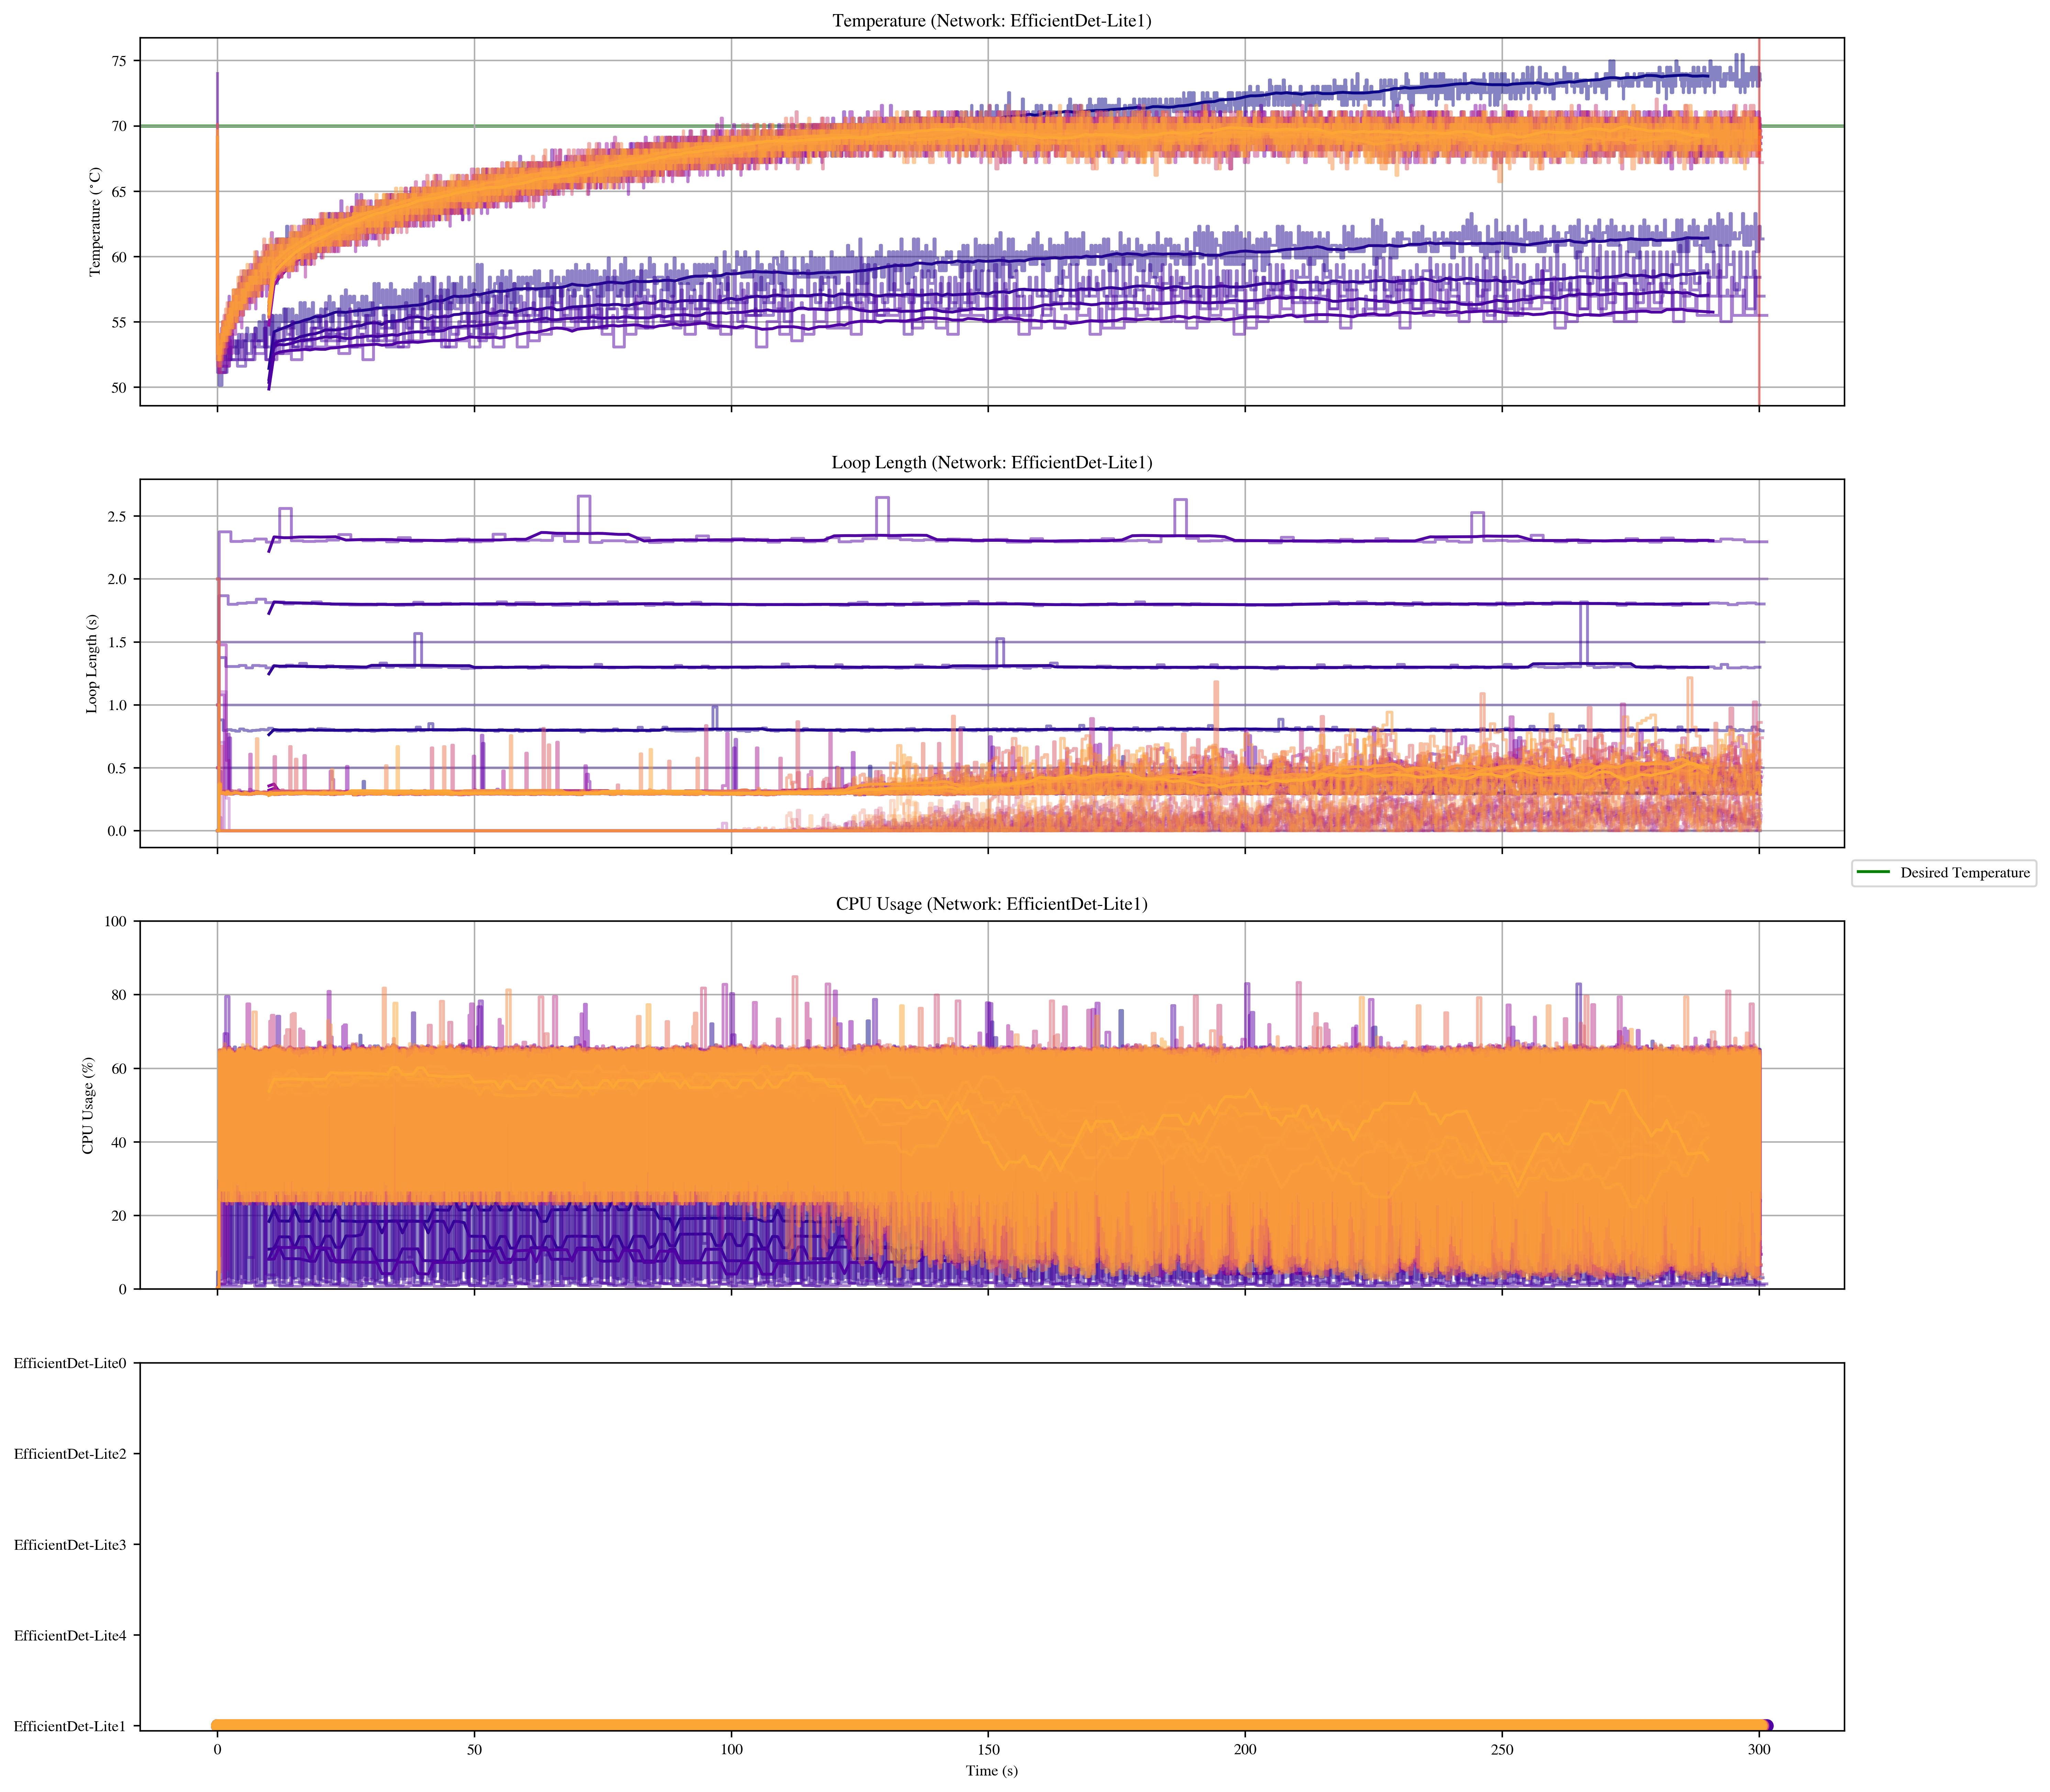 Temperature (Network: EfficientDet-Lite1)
75
70
65
60
55
50
Temperature (°C)
Loop Length (Network: EfficientDet-Lite1)
2.5
2.0
1.5
1.0
0.5
0.0
Loop Length (s)
Desired Temperature
CPU Usage (Network: EfficientDet-Lite1)
100
80
60
40
20
0
CPU Usage (%)
EfficientDet-Lite0
EfficientDet-Lite2
EfficientDet-Lite3
EfficientDet-Lite4
EfficientDet-Lite1
0 50 100 150 200 250 300
Time (s)